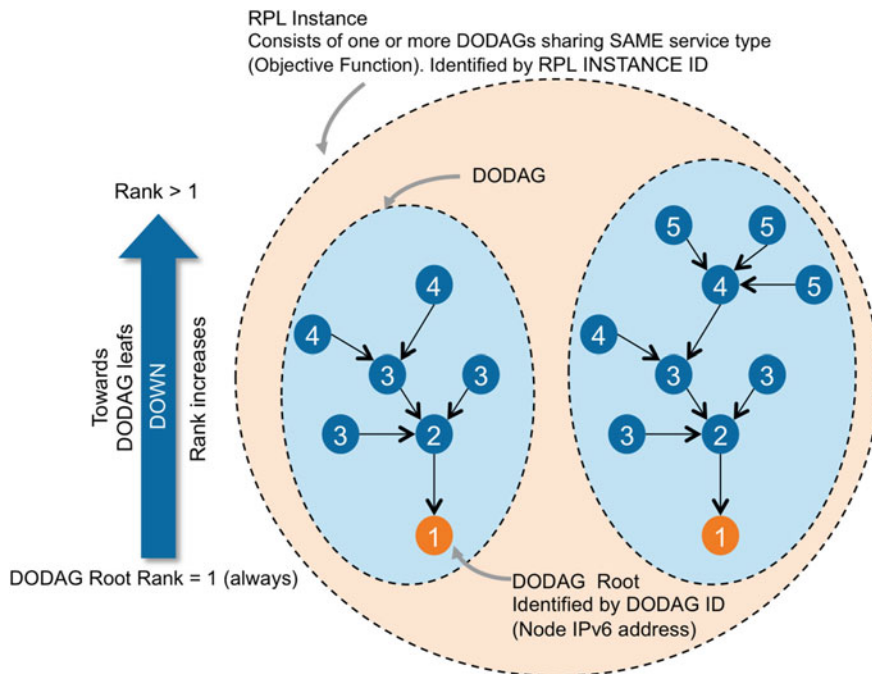 RPL Instance
Consists of one or more DODAGs sharing SAME service type
(Objective Function). Identified by RPL INSTANCE ID
DODAG
Rank > 1
Towards
DODAG leafs
DOWN
Rank increases
DODAG Root Rank = 1 (always)
4
4
3
3
3
2
1
5
5
4
5
4
3
3
3
2
1
DODAG Root
Identified by DODAG ID
(Node IPv6 address)